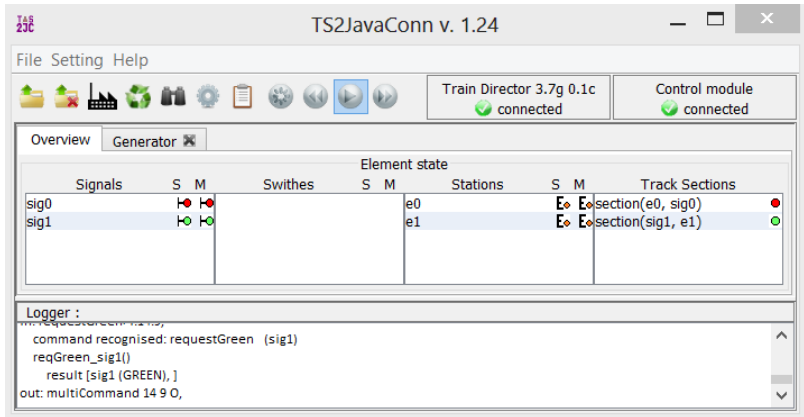 TAS
2JC
TS2JavaConn v. 1.24
File Setting Help
Train Director 3.7g 0.1c
connected
Control module
connected
Overview
Generator
Element state
Signals S M Swithes S M Stations S M Track Sections
sig0 e0 section(e0, sig0)
sig1 e1 section(sig1, e1)
Logger :
command recognised: requestGreen (sig1)
reqGreen_sig1()
result [sig1 (GREEN), ]
out: multiCommand 14 9 O,